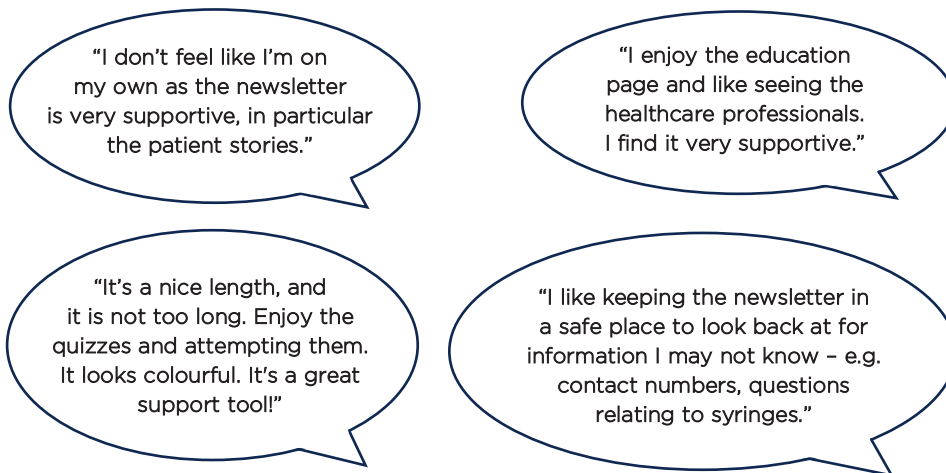 “I don’t feel like I’m on
my own as the newsletter
is very supportive, in particular
the patient stories.”
“I enjoy the education
page and like seeing the
healthcare professionals.
I find it very supportive.”
“It’s a nice length, and
it is not too long. Enjoy the
quizzes and attempting them.
It looks colourful. It's a great
support tool!”
“I like keeping the newsletter in
a safe place to look back at for
information I may not know – e.g.
contact numbers, questions
relating to syringes.”